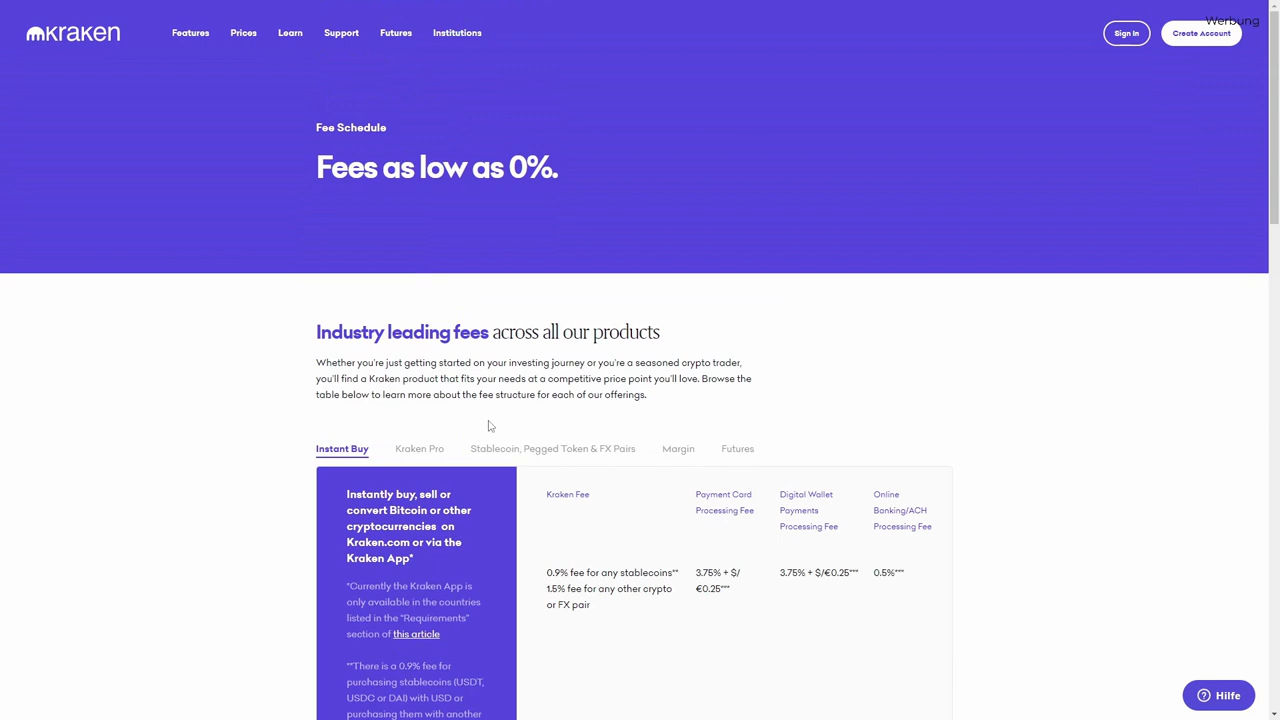 kraken
Features
Prices
Learn
Support
Futures
Institutions
Sign In
Create Account
Werbung
Fee Schedule
Fees as low as 0%.
Industry leading fees across all our products
Whether you're just getting started on your investing journey or you're a seasoned crypto trader,
you'll find a Kraken product that fits your needs at a competitive price point you'll love. Browse the
table below to learn more about the fee structure for each of our offerings.
Instant Buy
Kraken Pro
Stablecoin, Pegged Token & FX Pairs
Margin
Futures
Instantly buy, sell or
convert Bitcoin or other
cryptocurrencies on
Kraken.com or via the
Kraken App*
*Currently the Kraken App is
only available in the countries
listed in the "Requirements"
section of this article
**There is a 0.9% fee for
purchasing stablecoins (USDT,
USDC or DAI) with USD or
purchasing them with another
Kraken Fee
Payment Card
Processing Fee
Digital Wallet
Payments
Processing Fee
Online
Banking/ACH
Processing Fee
0.9% fee for any stablecoins**
1.5% fee for any other crypto
or FX pair
3.75% + $/
€0.25***
3.75% + $/€0.25***
0.5%***
Hilfe